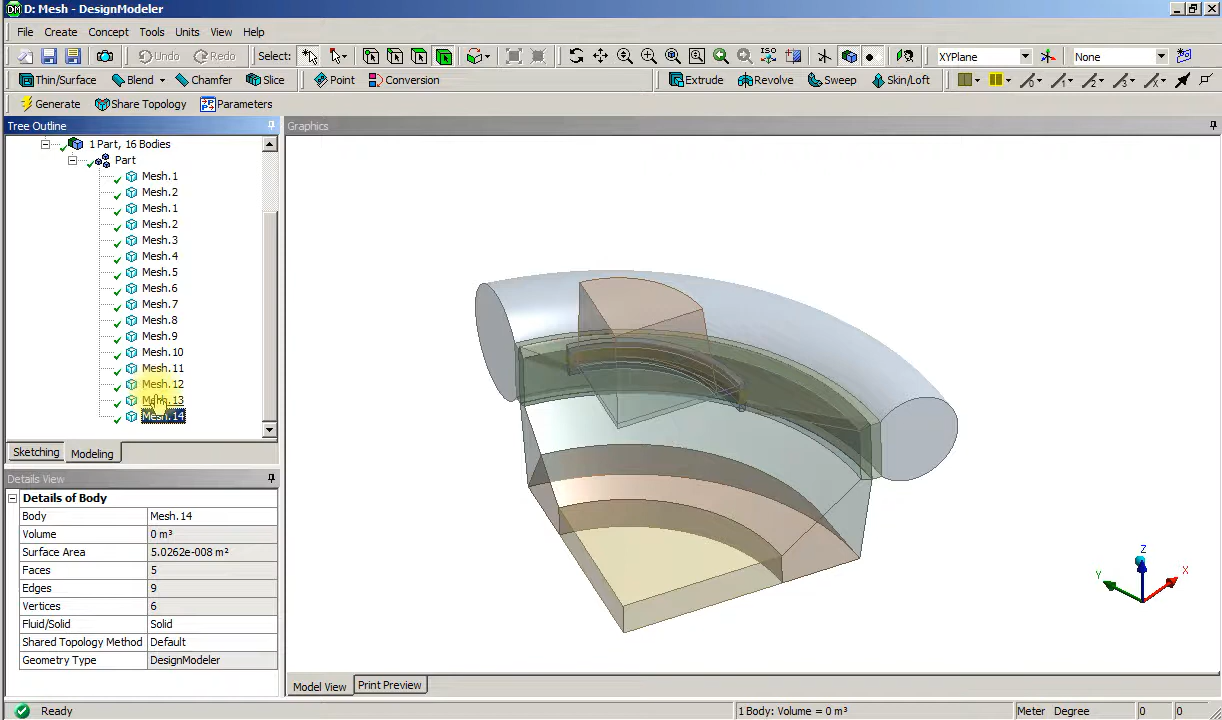 D: Mesh - DesignModeler
File Create Concept Tools Units View Help
Undo Redo Select: XYPlane None
Thin/Surface Blend Chamfer Slice Point Conversion Extrude Revolve Sweep Skin/Loft
Generate Share Topology Parameters
Tree Outline
Graphics
1 Part, 16 Bodies
Part
Mesh.1
Mesh.2
Mesh.1
Mesh.2
Mesh.3
Mesh.4
Mesh.5
Mesh.6
Mesh.7
Mesh.8
Mesh.9
Mesh.10
Mesh.11
Mesh.12
Mesh.13
Mesh.14
Sketching Modeling
Details View
Details of Body
Body Mesh.14
Volume 0 m³
Surface Area 5.0262e-008 m²
Faces 5
Edges 9
Vertices 6
Fluid/Solid Solid
Shared Topology Method Default
Geometry Type DesignModeler
Z
Y
X
Model View Print Preview
Ready 1 Body: Volume = 0 m³ Meter Degree 0 0